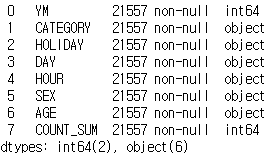 0 YM 21557 non-null int64
1 CATEGORY 21557 non-null object
2 HOLIDAY 21557 non-null object
3 DAY 21557 non-null object
4 HOUR 21557 non-null object
5 SEX 21557 non-null object
6 AGE 21557 non-null object
7 COUNT_SUM 21557 non-null int64
dtypes: int64(2), object(6)